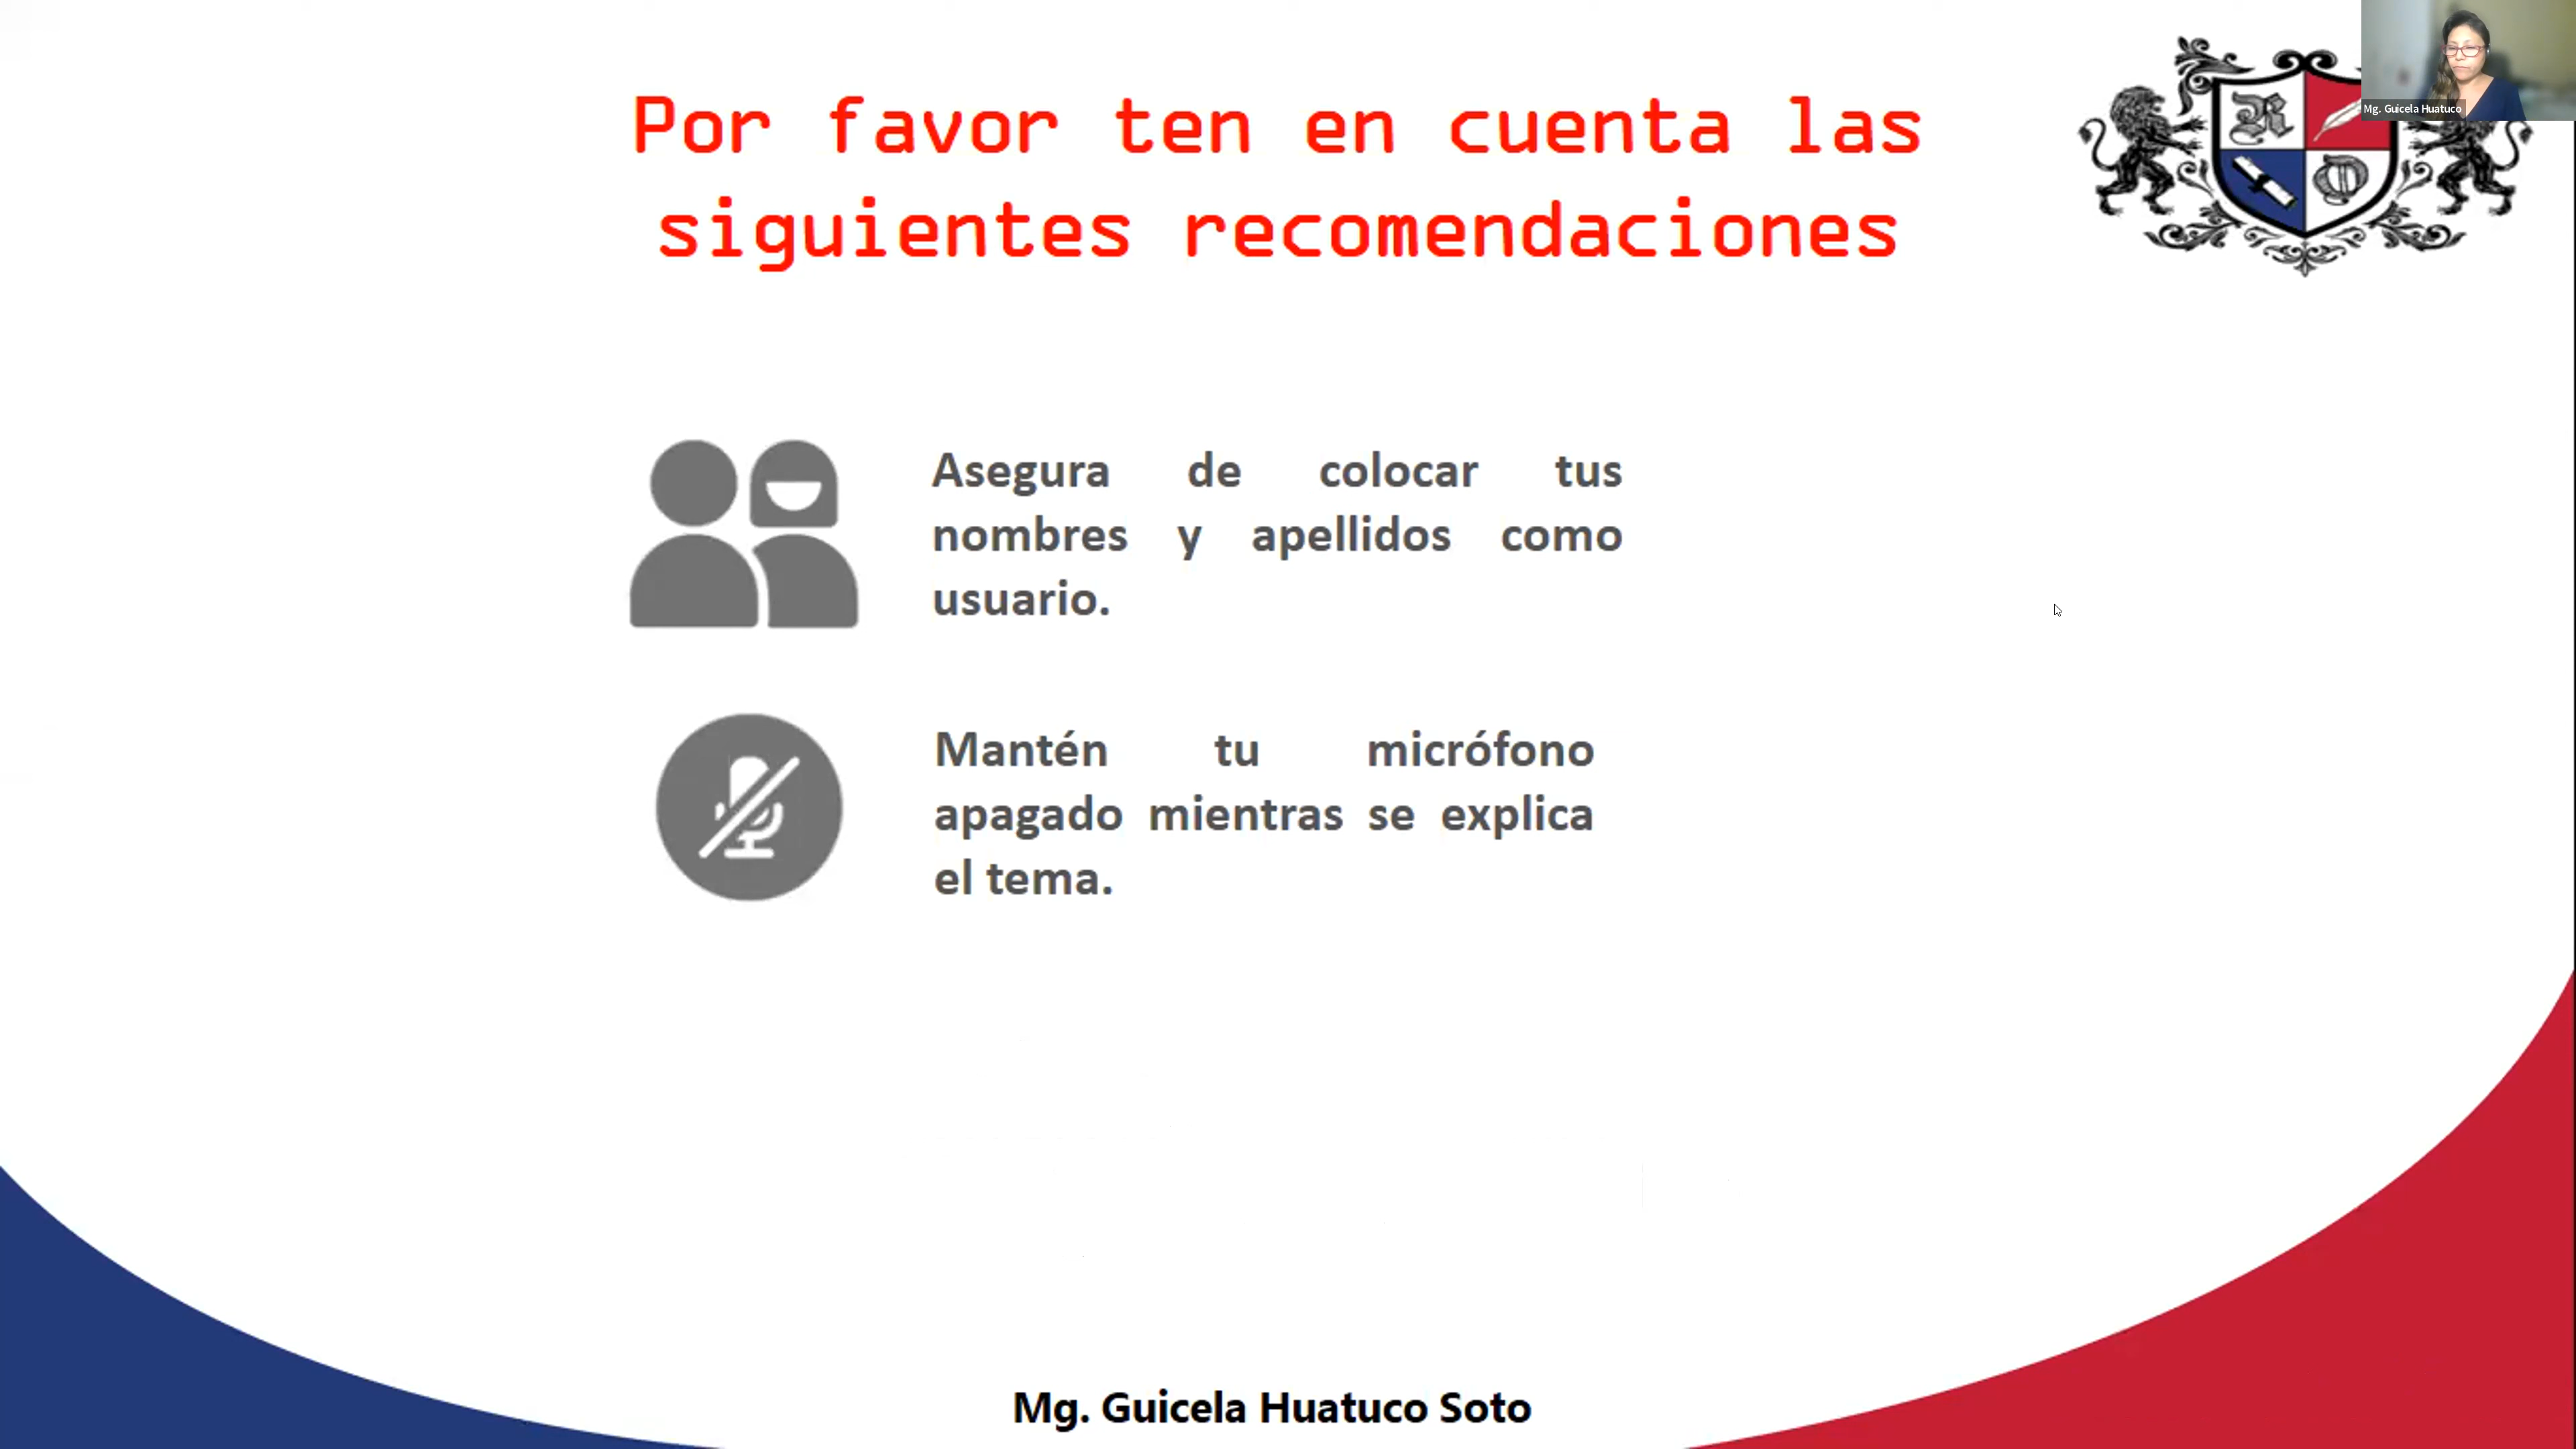 Por favor ten en cuenta las
siguientes recomendaciones
Mg. Guicela Huatuco
Asegura de colocar tus
nombres y apellidos como
usuario.
Mantén tu micrófono
apagado mientras se explica
el tema.
Mg. Guicela Huatuco Soto